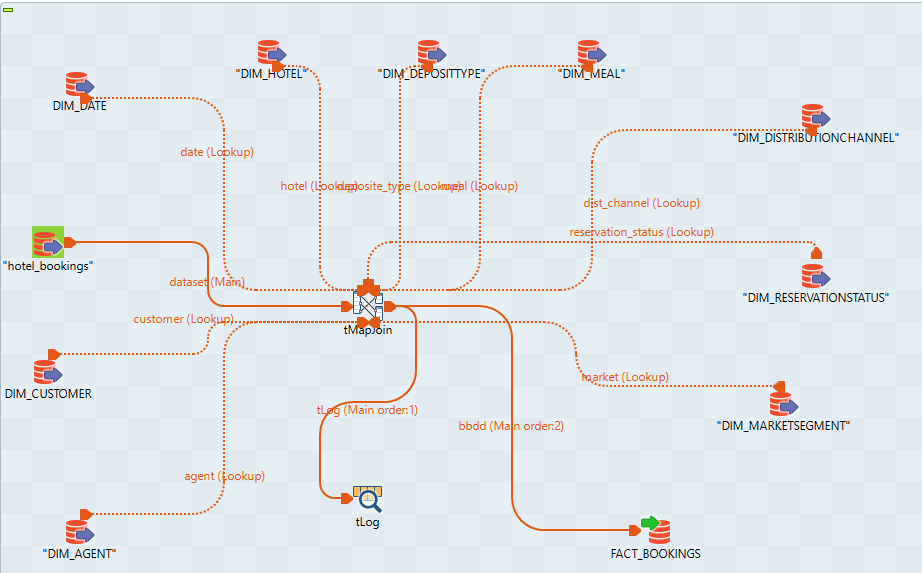 "DIM_HOTEL"
"DIM_DEPOSITTYPE"
"DIM_MEAL"
DIM_DATE
"DIM_DISTRIBUTIONCHANNEL"
date (Lookup)
hotel (Lookup)
deposite_type (Lookup)
meal (Lookup)
dist_channel (Lookup)
reservation_status (Lookup)
"hotel_bookings"
dataset (Main)
"DIM_RESERVATIONSTATUS"
customer (Lookup)
tMapJoin
market (Lookup)
DIM_CUSTOMER
tLog (Main order:1)
bbdd (Main order:2)
"DIM_MARKETSEGMENT"
agent (Lookup)
tLog
"DIM_AGENT"
FACT_BOOKINGS